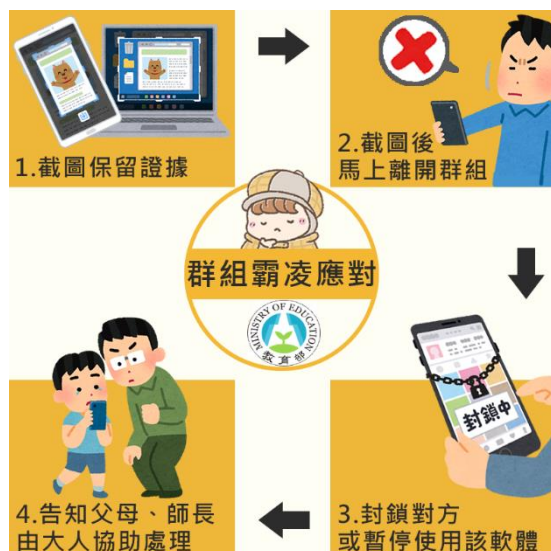 1.截圖保留證據
2.截圖後
馬上離開群組
群組霸凌應對
MINISTRY OF EDUCATION
教育部
封鎖中
4.告知父母、師長
由大人協助處理
3.封鎖對方
或暫停使用該軟體